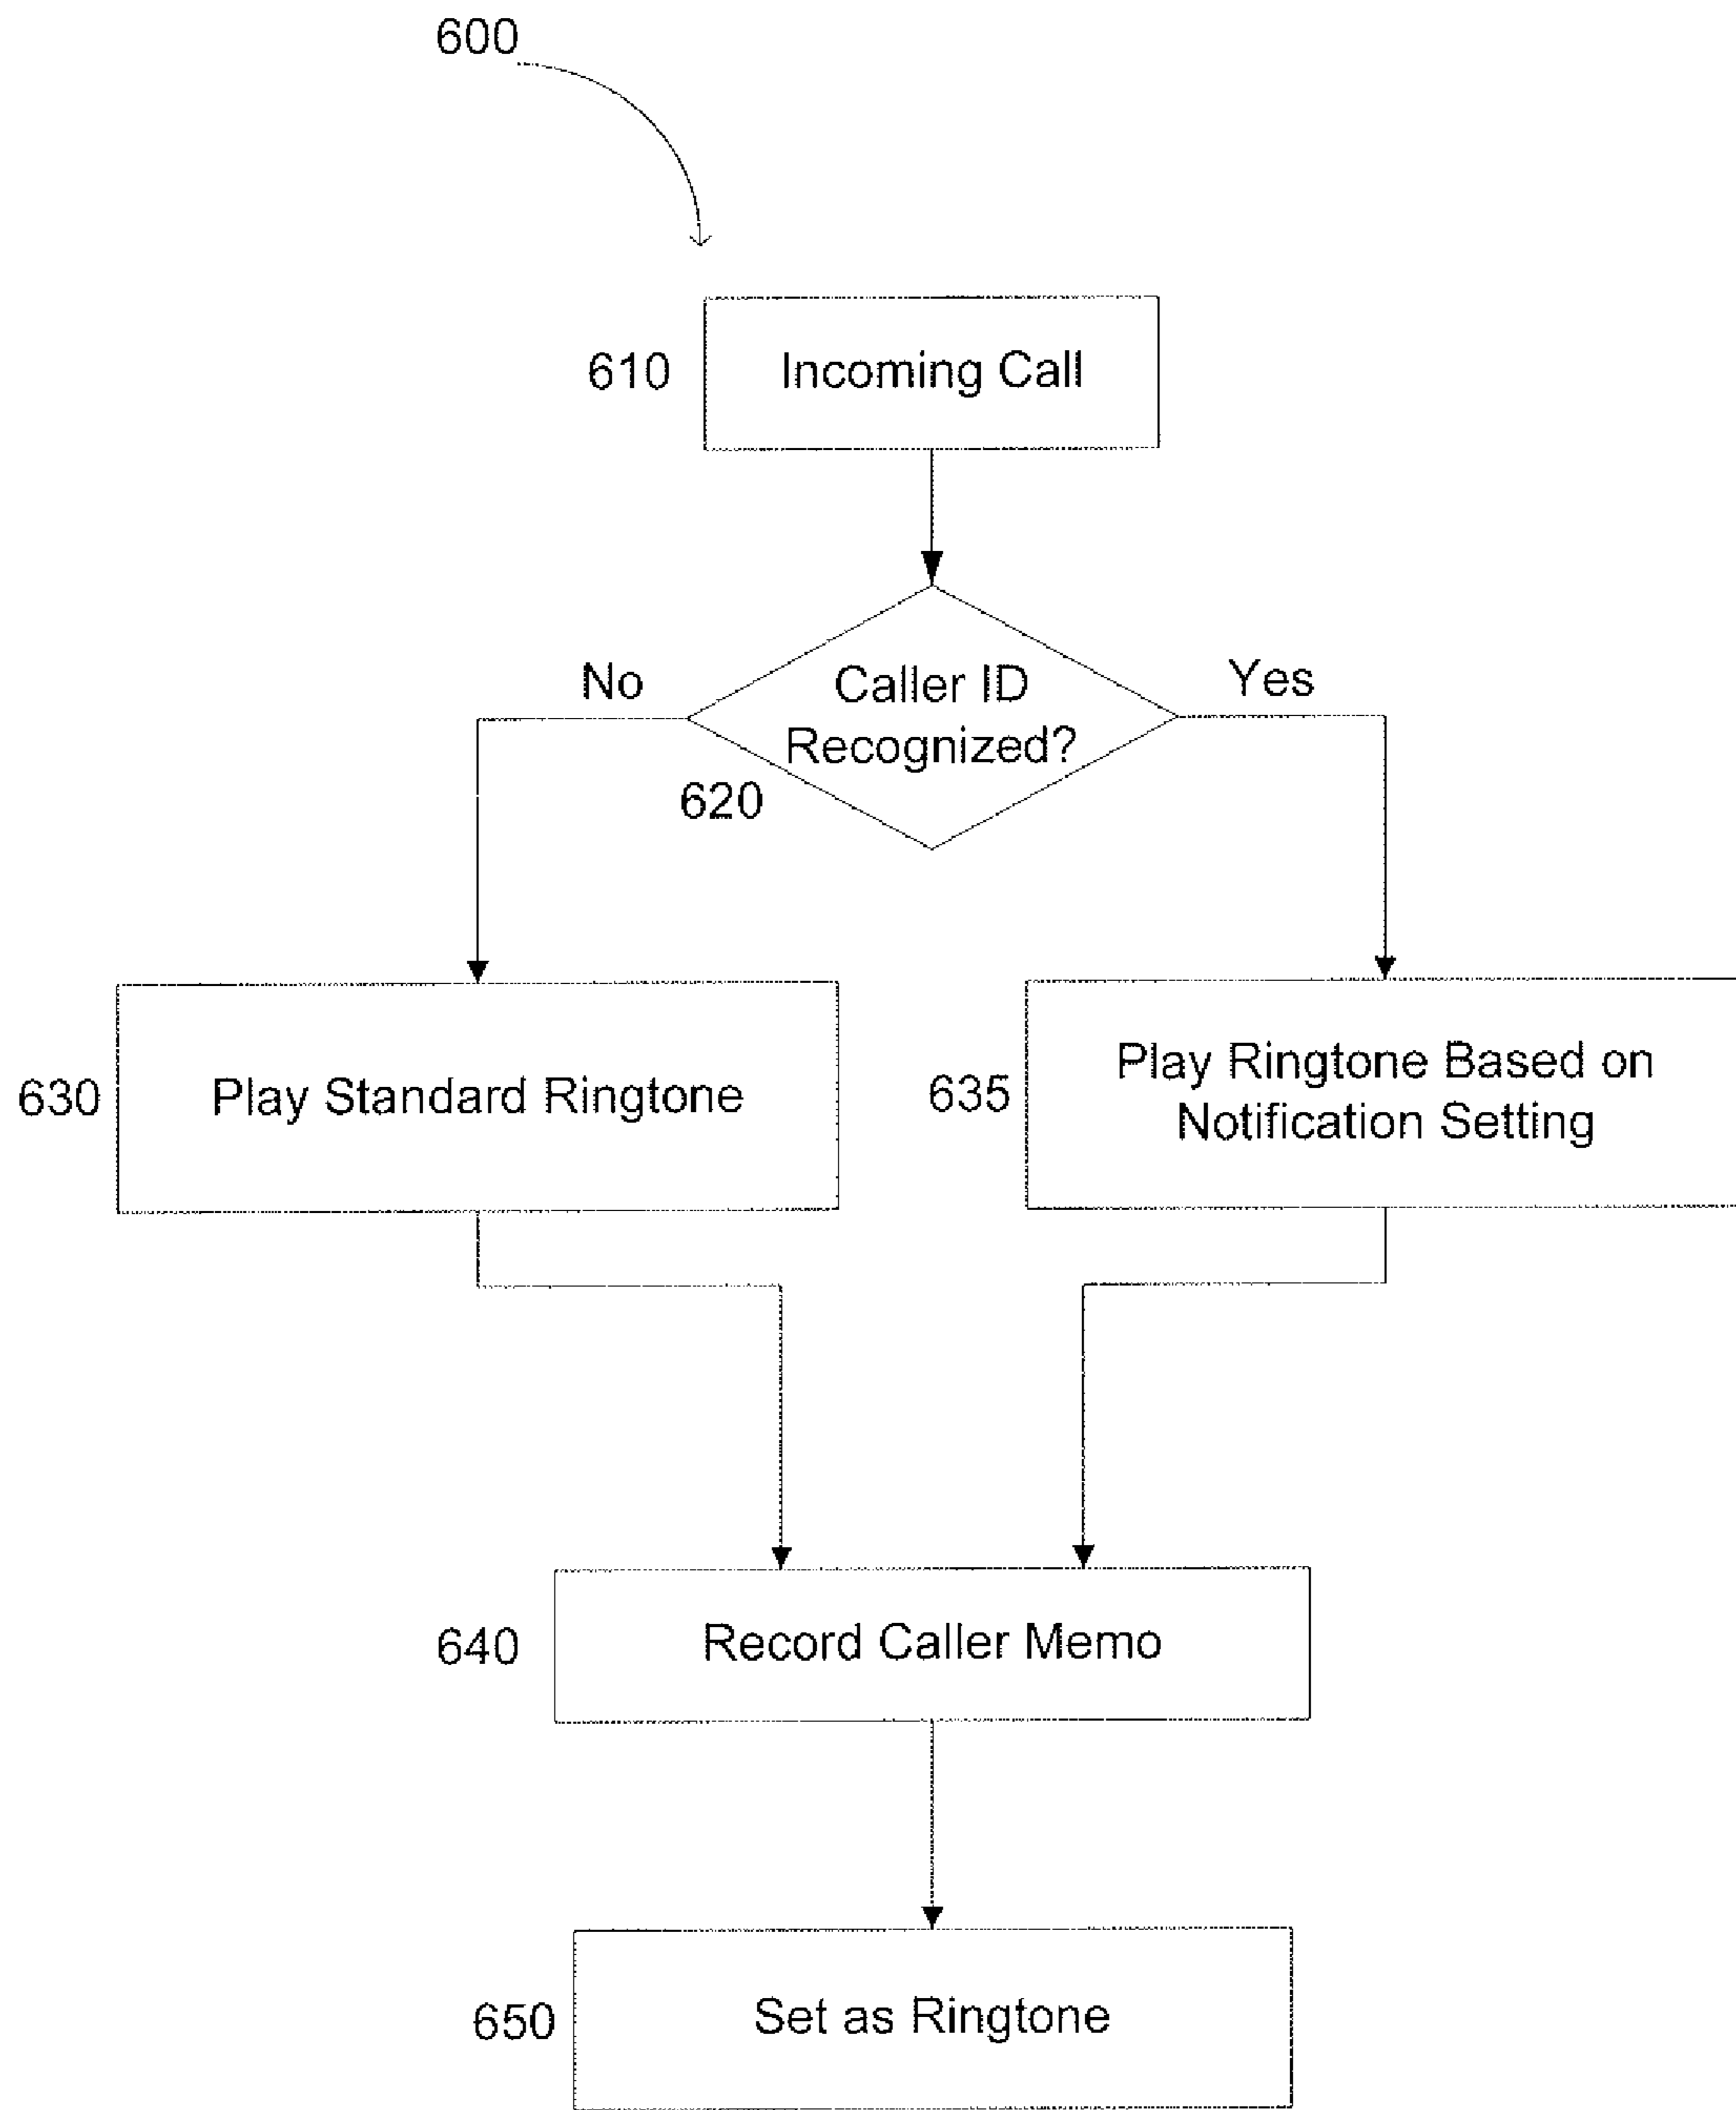 600
610
Incoming Call
No
Caller ID
Recognized?
Yes
620
630
Play Standard Ringtone
635
Play Ringtone Based on
Notification Setting
640
Record Caller Memo
650
Set as Ringtone